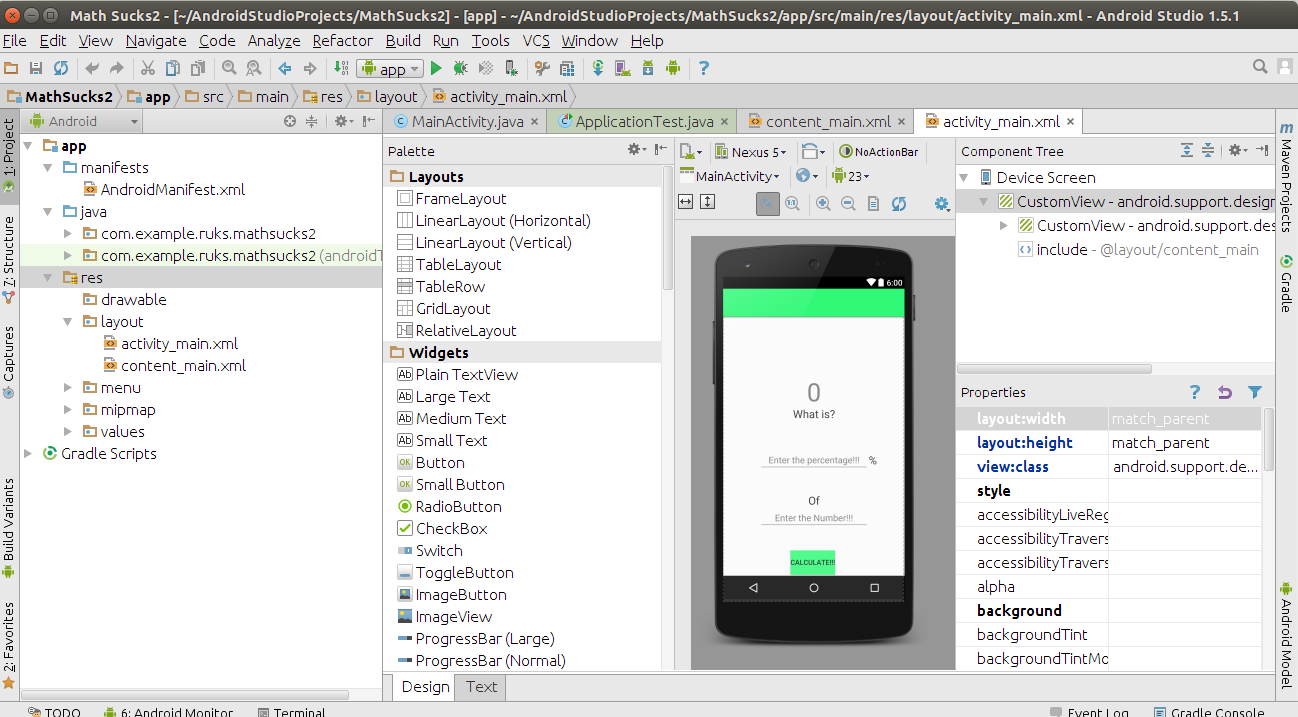 Math Sucks2 - [~/AndroidStudioProjects/MathSucks2] - [app] - ~/AndroidStudioProjects/MathSucks2/app/src/main/res/layout/activity_main.xml - Android Studio 1.5.1
File Edit View Navigate Code Analyze Refactor Build Run Tools VCS Window Help
app
MathSucks2 app src main res layout activity_main.xml
1: Project
7: Structure
Captures
Build Variants
2: Favorites
Android
app
manifests
AndroidManifest.xml
java
com.example.ruks.mathsucks2
com.example.ruks.mathsucks2 (androidT
res
drawable
layout
activity_main.xml
content_main.xml
menu
mipmap
values
Gradle Scripts
MainActivity.java ApplicationTest.java content_main.xml activity_main.xml
Palette
Layouts
FrameLayout
LinearLayout (Horizontal)
LinearLayout (Vertical)
TableLayout
TableRow
GridLayout
RelativeLayout
Widgets
Plain TextView
Large Text
Medium Text
Small Text
Button
Small Button
RadioButton
CheckBox
Switch
ToggleButton
ImageButton
ImageView
ProgressBar (Large)
ProgressBar (Normal)
Design Text
Nexus 5 NoActionBar
MainActivity 23
6:00
0
What is?
Enter the percentage!!! %
Of
Enter the Number!!!
CALCULATE!!!
Component Tree
Device Screen
CustomView - android.support.design
CustomView - android.support.des
include - @layout/content_main
Properties
layout:width match_parent
layout:height match_parent
view:class android.support.de...
style
accessibilityLiveReg
accessibilityTravers
accessibilityTravers
alpha
background
backgroundTint
backgroundTintMo
Maven Projects
Gradle
Android Model
TODO 6: Android Monitor Terminal Event Log Gradle Console